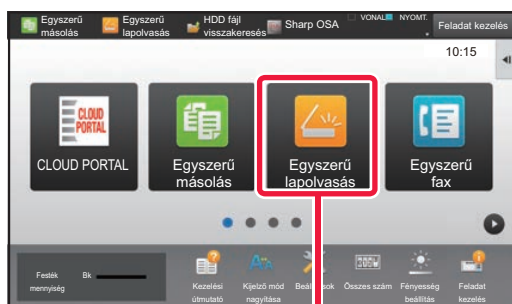 Egyszerű másolás
Egyszerű lapolvasás
HDD fájl visszakeresés
Sharp OSA
VONAL
NYOMT.
Feladat kezelés
10:15
CLOUD PORTAL
CLOUD PORTAL
Egyszerű másolás
Egyszerű lapolvasás
Egyszerű fax
Festék mennyiség
Bk
Kezelési útmutató
Kijelző mód nagyítása
Összes szám
Fényesség beállítás
Feladat kezelés